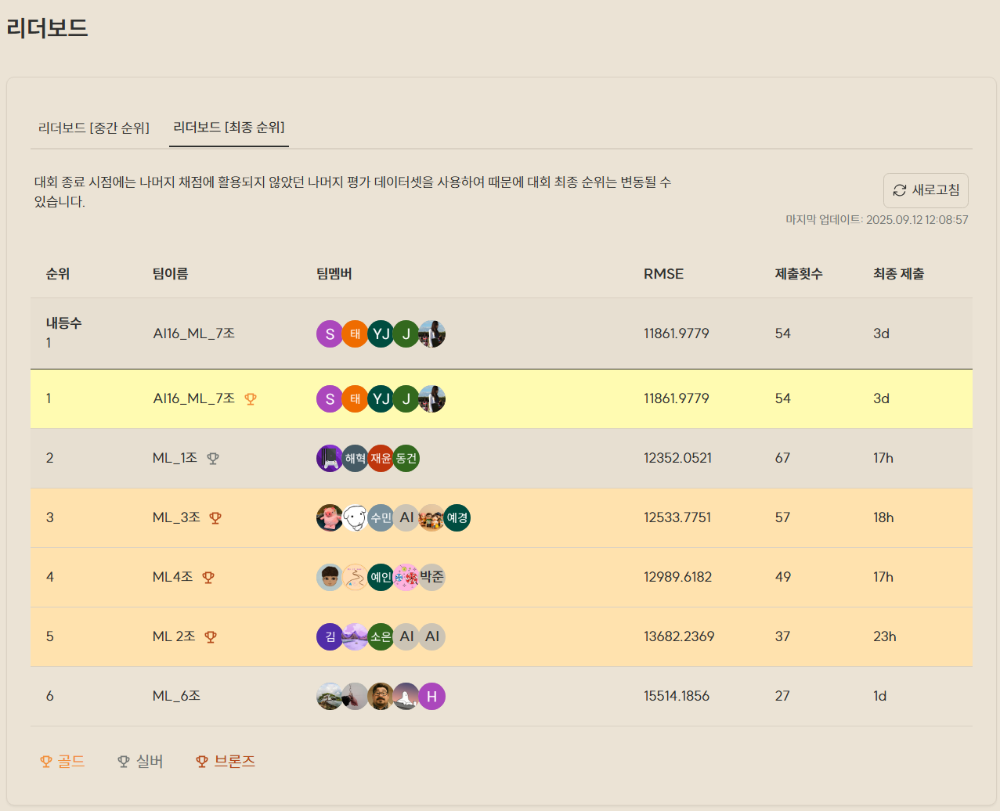 리더보드
리더보드 [중간 순위] 리더보드 [최종 순위]
대회 종료 시점에는 나머지 채점에 활용되지 않았던 나머지 평가 데이터셋을 사용하여 때문에 대회 최종 순위는 변동될 수
있습니다.
새로고침
마지막 업데이트: 2025.09.12 12:08:57
순위 팀이름 팀멤버 RMSE 제출횟수 최종 제출
내등수
1 AI16_ML_7조 S 태 YJ J 11861.9779 54 3d
1 AI16_ML_7조 S 태 YJ J 11861.9779 54 3d
2 ML_1조 해혁 재윤 동건 12352.0521 67 17h
3 ML_3조 수민 AI 예경 12533.7751 57 18h
4 ML4조 예인 박준 12989.6182 49 17h
5 ML 2조 김 소은 AI AI 13682.2369 37 23h
6 ML_6조 H 15514.1856 27 1d
골드 실버 브론즈